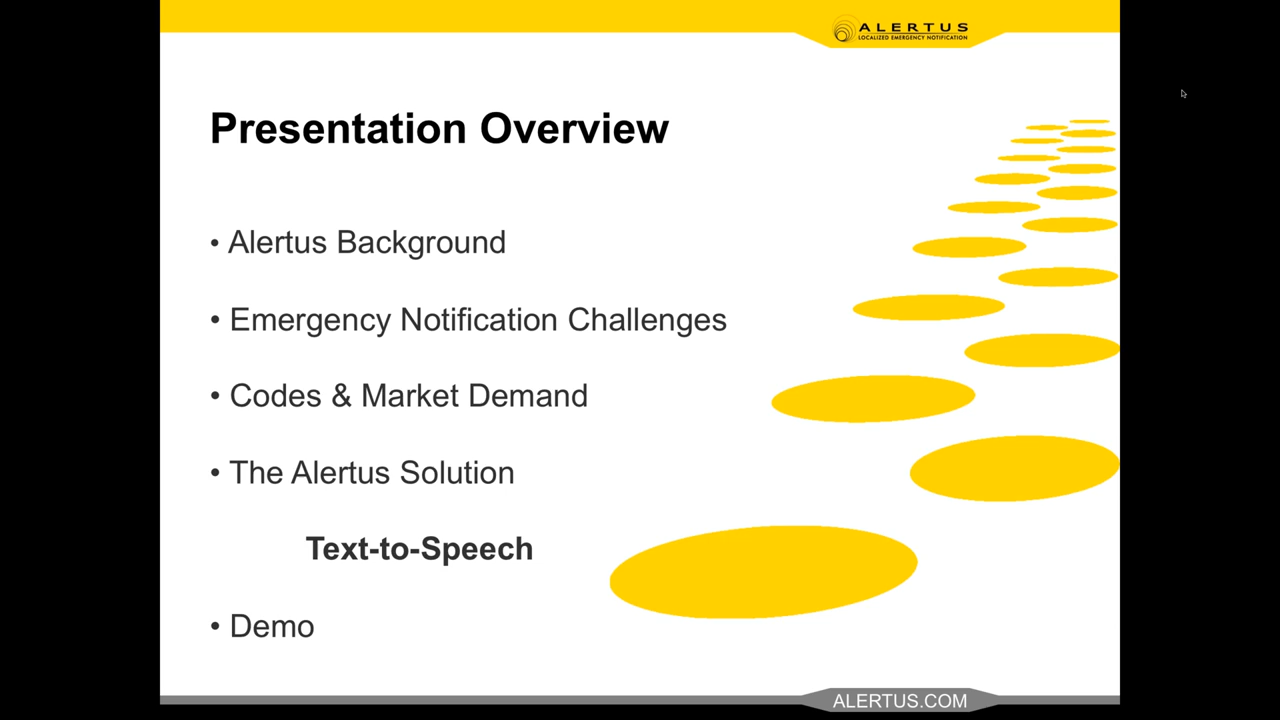 ALERTUS
LOCALIZED EMERGENCY NOTIFICATION
Presentation Overview
• Alertus Background
• Emergency Notification Challenges
• Codes & Market Demand
• The Alertus Solution
Text-to-Speech
• Demo
ALERTUS.COM